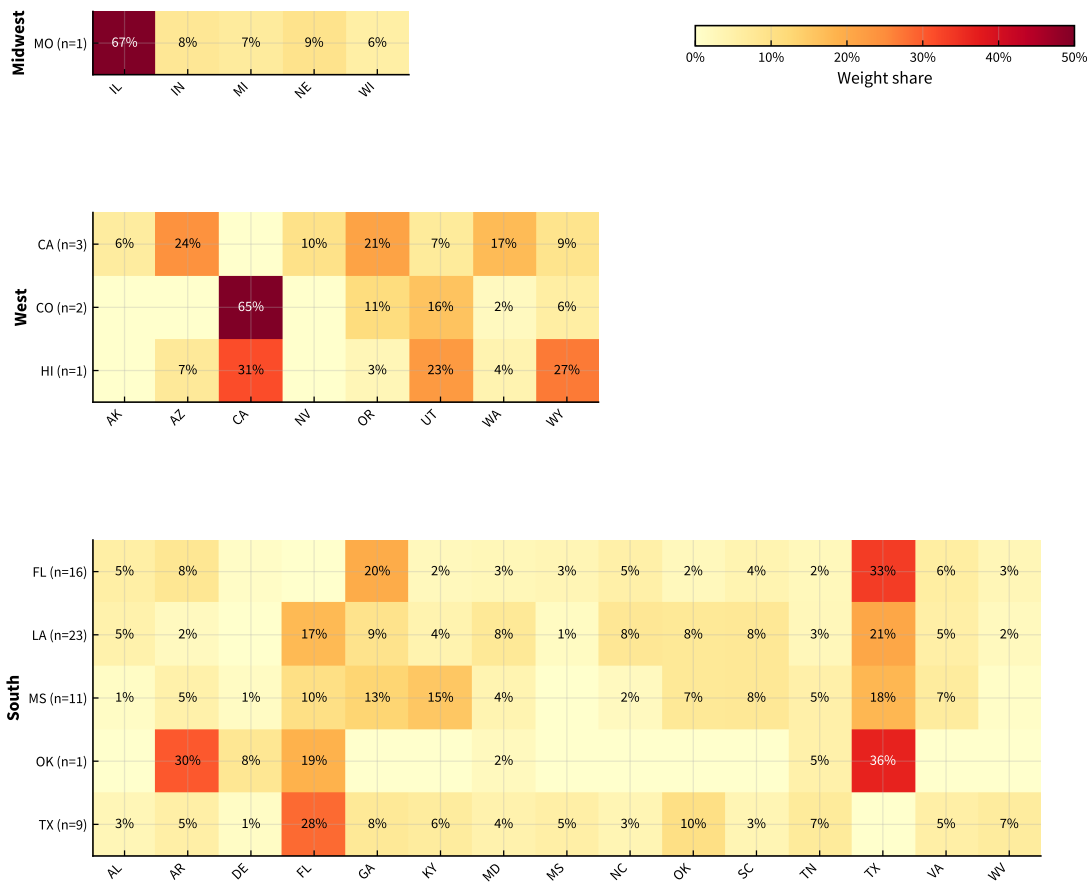 Midwest
MO (n=1) 67% 8% 7% 9% 6%
IL IN MI NE WI
0% 10% 20% 30% 40% 50%
Weight share
West
CA (n=3) 6% 24% 10% 21% 7% 17% 9%
CO (n=2) 65% 11% 16% 2% 6%
HI (n=1) 7% 31% 3% 23% 4% 27%
AK AZ CA NV OR UT WA WY
South
FL (n=16) 5% 8% 20% 2% 3% 3% 5% 2% 4% 2% 33% 6% 3%
LA (n=23) 5% 2% 17% 9% 4% 8% 1% 8% 8% 8% 3% 21% 5% 2%
MS (n=11) 1% 5% 1% 10% 13% 15% 4% 2% 7% 8% 5% 18% 7%
OK (n=1) 30% 8% 19% 2% 5% 36%
TX (n=9) 3% 5% 1% 28% 8% 6% 4% 5% 3% 10% 3% 7% 5% 7%
AL AR DE FL GA KY MD MS NC OK SC TN TX VA WV